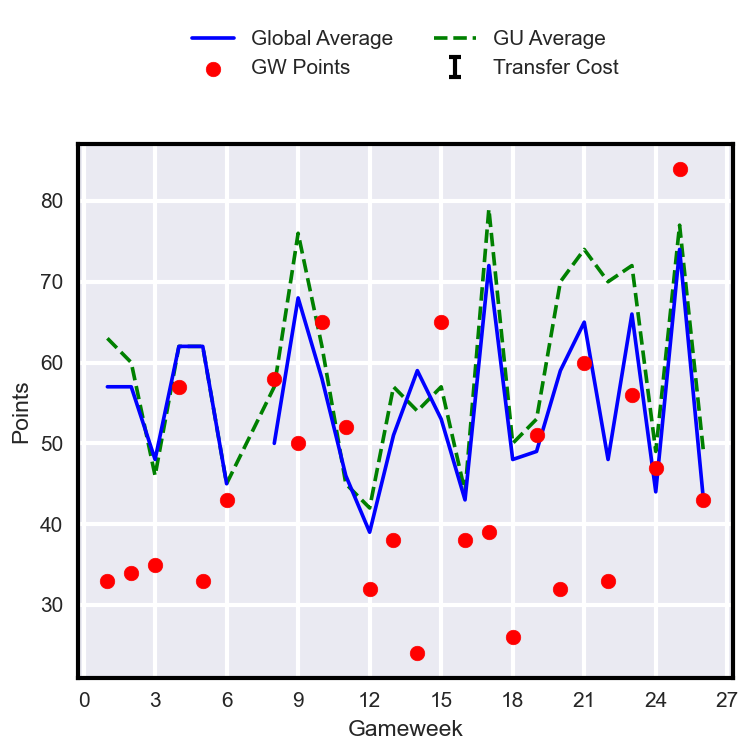 Global Average
GU Average
GW Points
Transfer Cost
80
70
60
50
40
30
Points
0 3 6 9 12 15 18 21 24 27
Gameweek